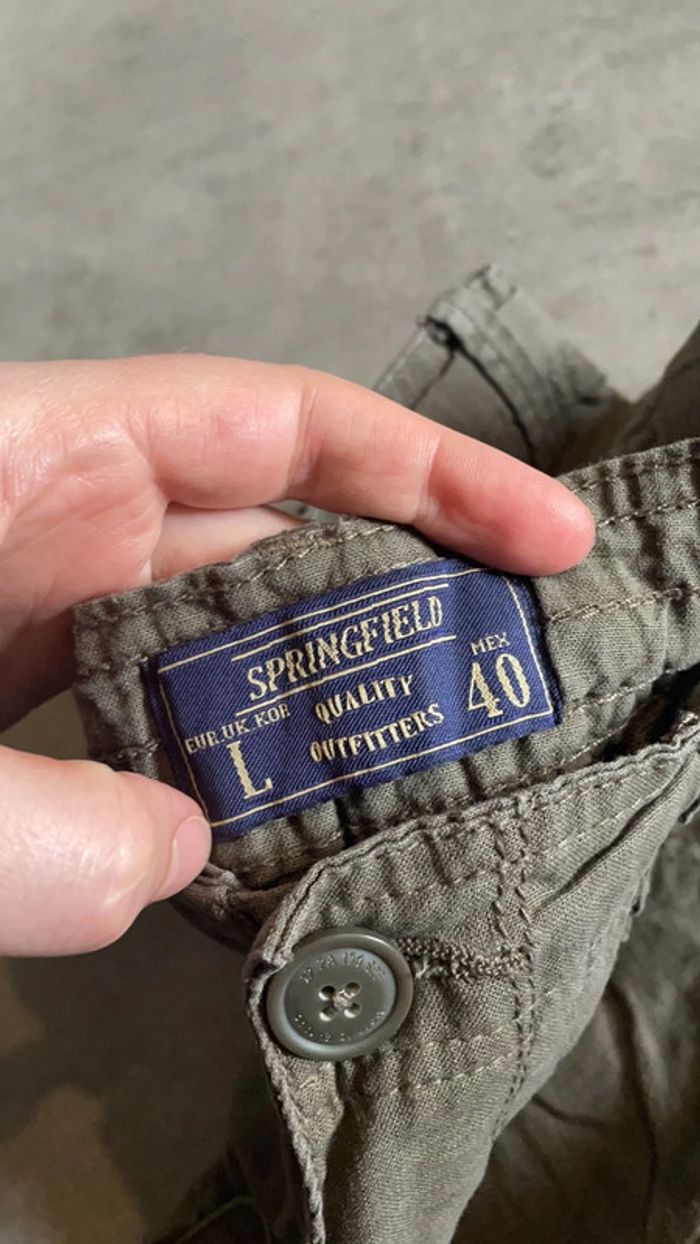 SPRINGFIELD
EUR.UK.KOR
L
QUALITY
OUTFITTERS
MEX
40